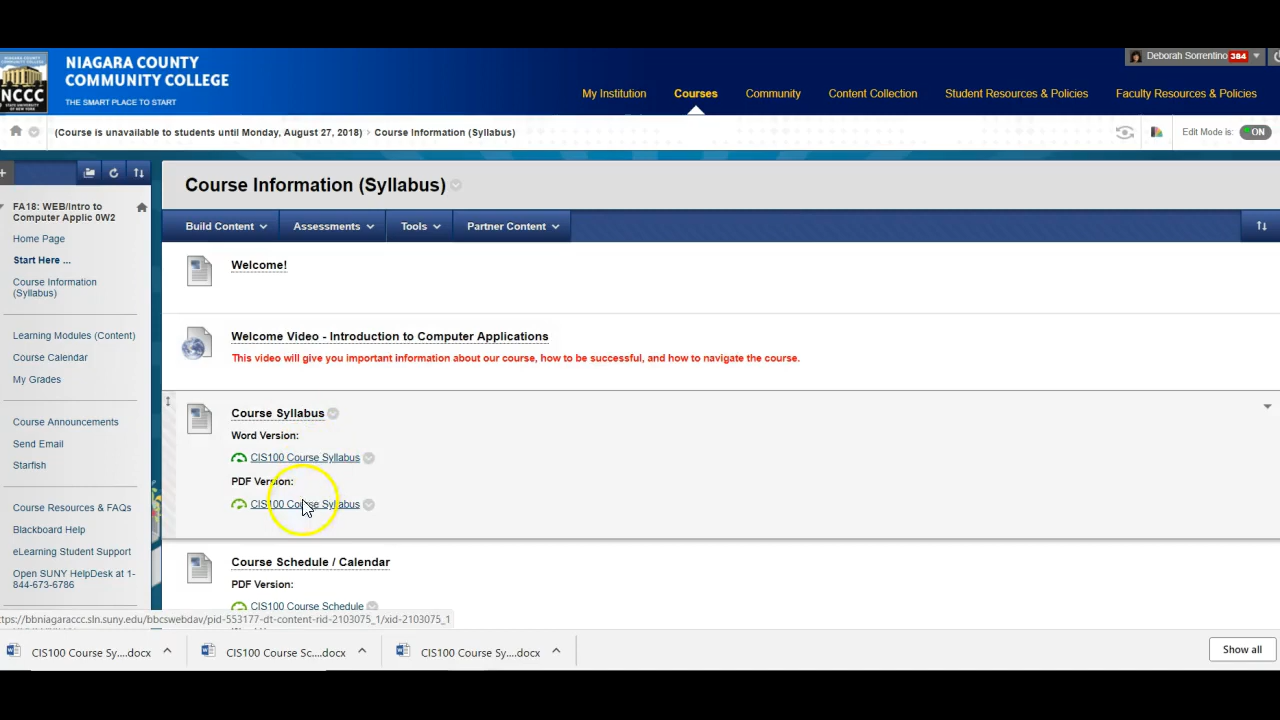 NIAGARA COUNTY
COMMUNITY COLLEGE
THE SMART PLACE TO START
NCCC
Deborah Sorrentino 384
My Institution Courses Community Content Collection Student Resources & Policies Faculty Resources & Policies
(Course is unavailable to students until Monday, August 27, 2018) > Course Information (Syllabus)
Edit Mode is: ON
FA18: WEB/Intro to
Computer Applic 0W2
Home Page
Start Here ...
Course Information
(Syllabus)
Learning Modules (Content)
Course Calendar
My Grades
Course Announcements
Send Email
Starfish
Course Resources & FAQs
Blackboard Help
eLearning Student Support
Open SUNY HelpDesk at 1-
844-673-6786
Course Information (Syllabus)
Build Content Assessments Tools Partner Content
Welcome!
Welcome Video - Introduction to Computer Applications
This video will give you important information about our course, how to be successful, and how to navigate the course.
Course Syllabus
Word Version:
CIS100 Course Syllabus
PDF Version:
CIS100 Course Syllabus
Course Schedule / Calendar
PDF Version:
CIS100 Course Schedule
ttps://bbniagaraccc.sln.suny.edu/bbcswebdav/pid-553177-dt-content-rid-2103075_1/xid-2103075_1
CIS100 Course Sy....docx CIS100 Course Sc....docx CIS100 Course Sy....docx Show all